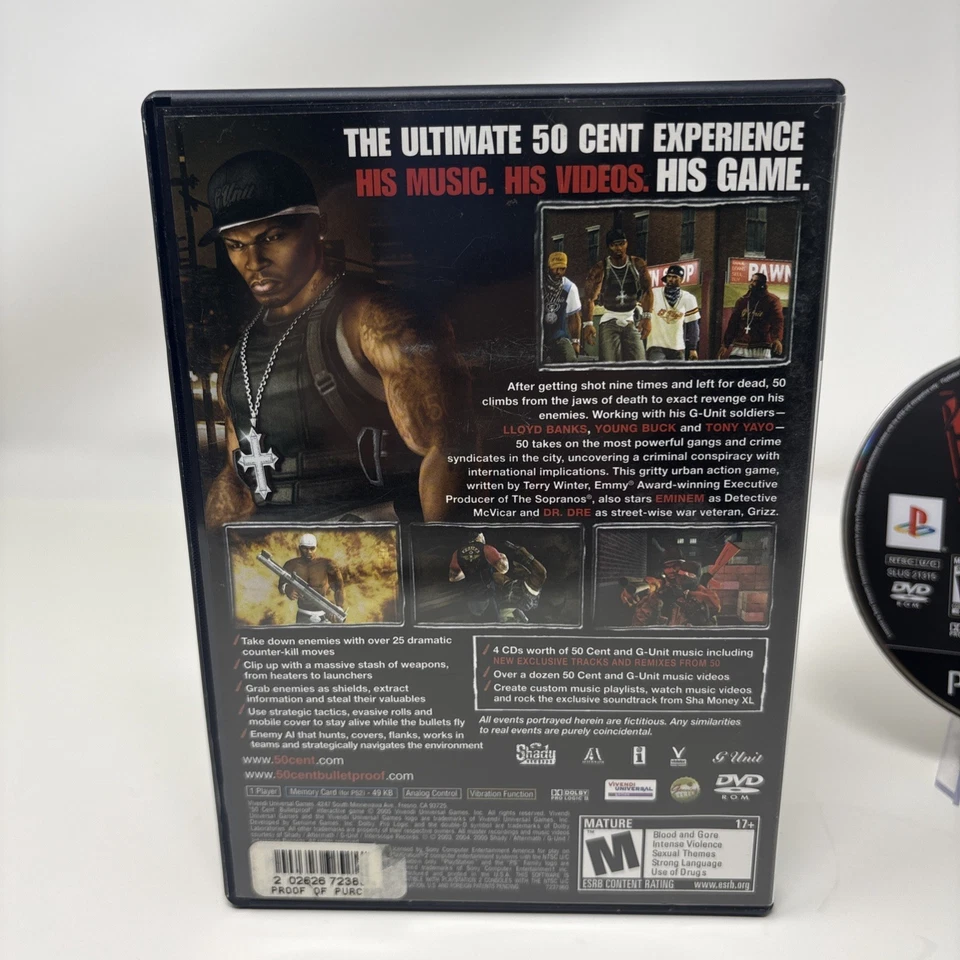 THE ULTIMATE 50 CENT EXPERIENCE
HIS MUSIC. HIS VIDEOS. HIS GAME.
G Unit
PAWN
After getting shot nine times and left for dead, 50
climbs from the jaws of death to exact revenge on his
enemies. Working with his G-Unit soldiers—
LLOYD BANKS, YOUNG BUCK and TONY YAYO—
50 takes on the most powerful gangs and crime
syndicates in the city, uncovering a criminal conspiracy with
international implications. This gritty urban action game,
written by Terry Winter, Emmy® Award-winning Executive
Producer of The Sopranos®, also stars EMINEM as Detective
McVicar and DR. DRE as street-wise war veteran, Grizz.
Take down enemies with over 25 dramatic
counter-kill moves
Clip up with a massive stash of weapons,
from heaters to launchers
Grab enemies as shields, extract
information and steal their valuables
Use strategic tactics, evasive rolls and
mobile cover to stay alive while the bullets fly
Enemy AI that hunts, covers, flanks, works in
teams and strategically navigates the environment
www.50cent.com
www.50centbulletproof.com
4 CDs worth of 50 Cent and G-Unit music including
NEW EXCLUSIVE TRACKS AND REMIXES FROM 50
Over a dozen 50 Cent and G-Unit music videos
Create custom music playlists, watch music videos
and rock the exclusive soundtrack from Sha Money XL
All events portrayed herein are fictitious. Any similarities
to real events are purely coincidental.
Shady
G Unit
1 Player
Memory Card (for PS2) - 49 KB
Analog Control
Vibration Function
DOLBY
PRO LOGIC II
VIVENDI
UNIVERSAL
DVD
R.O.M.
MATURE 17+
M
Blood and Gore
Intense Violence
Sexual Themes
Strong Language
Use of Drugs
ESRB CONTENT RATING www.esrb.org
2 02626 7238
PROOF OF PURC
NTSC U/C
SLUS 21315
DVD
R.O.M.